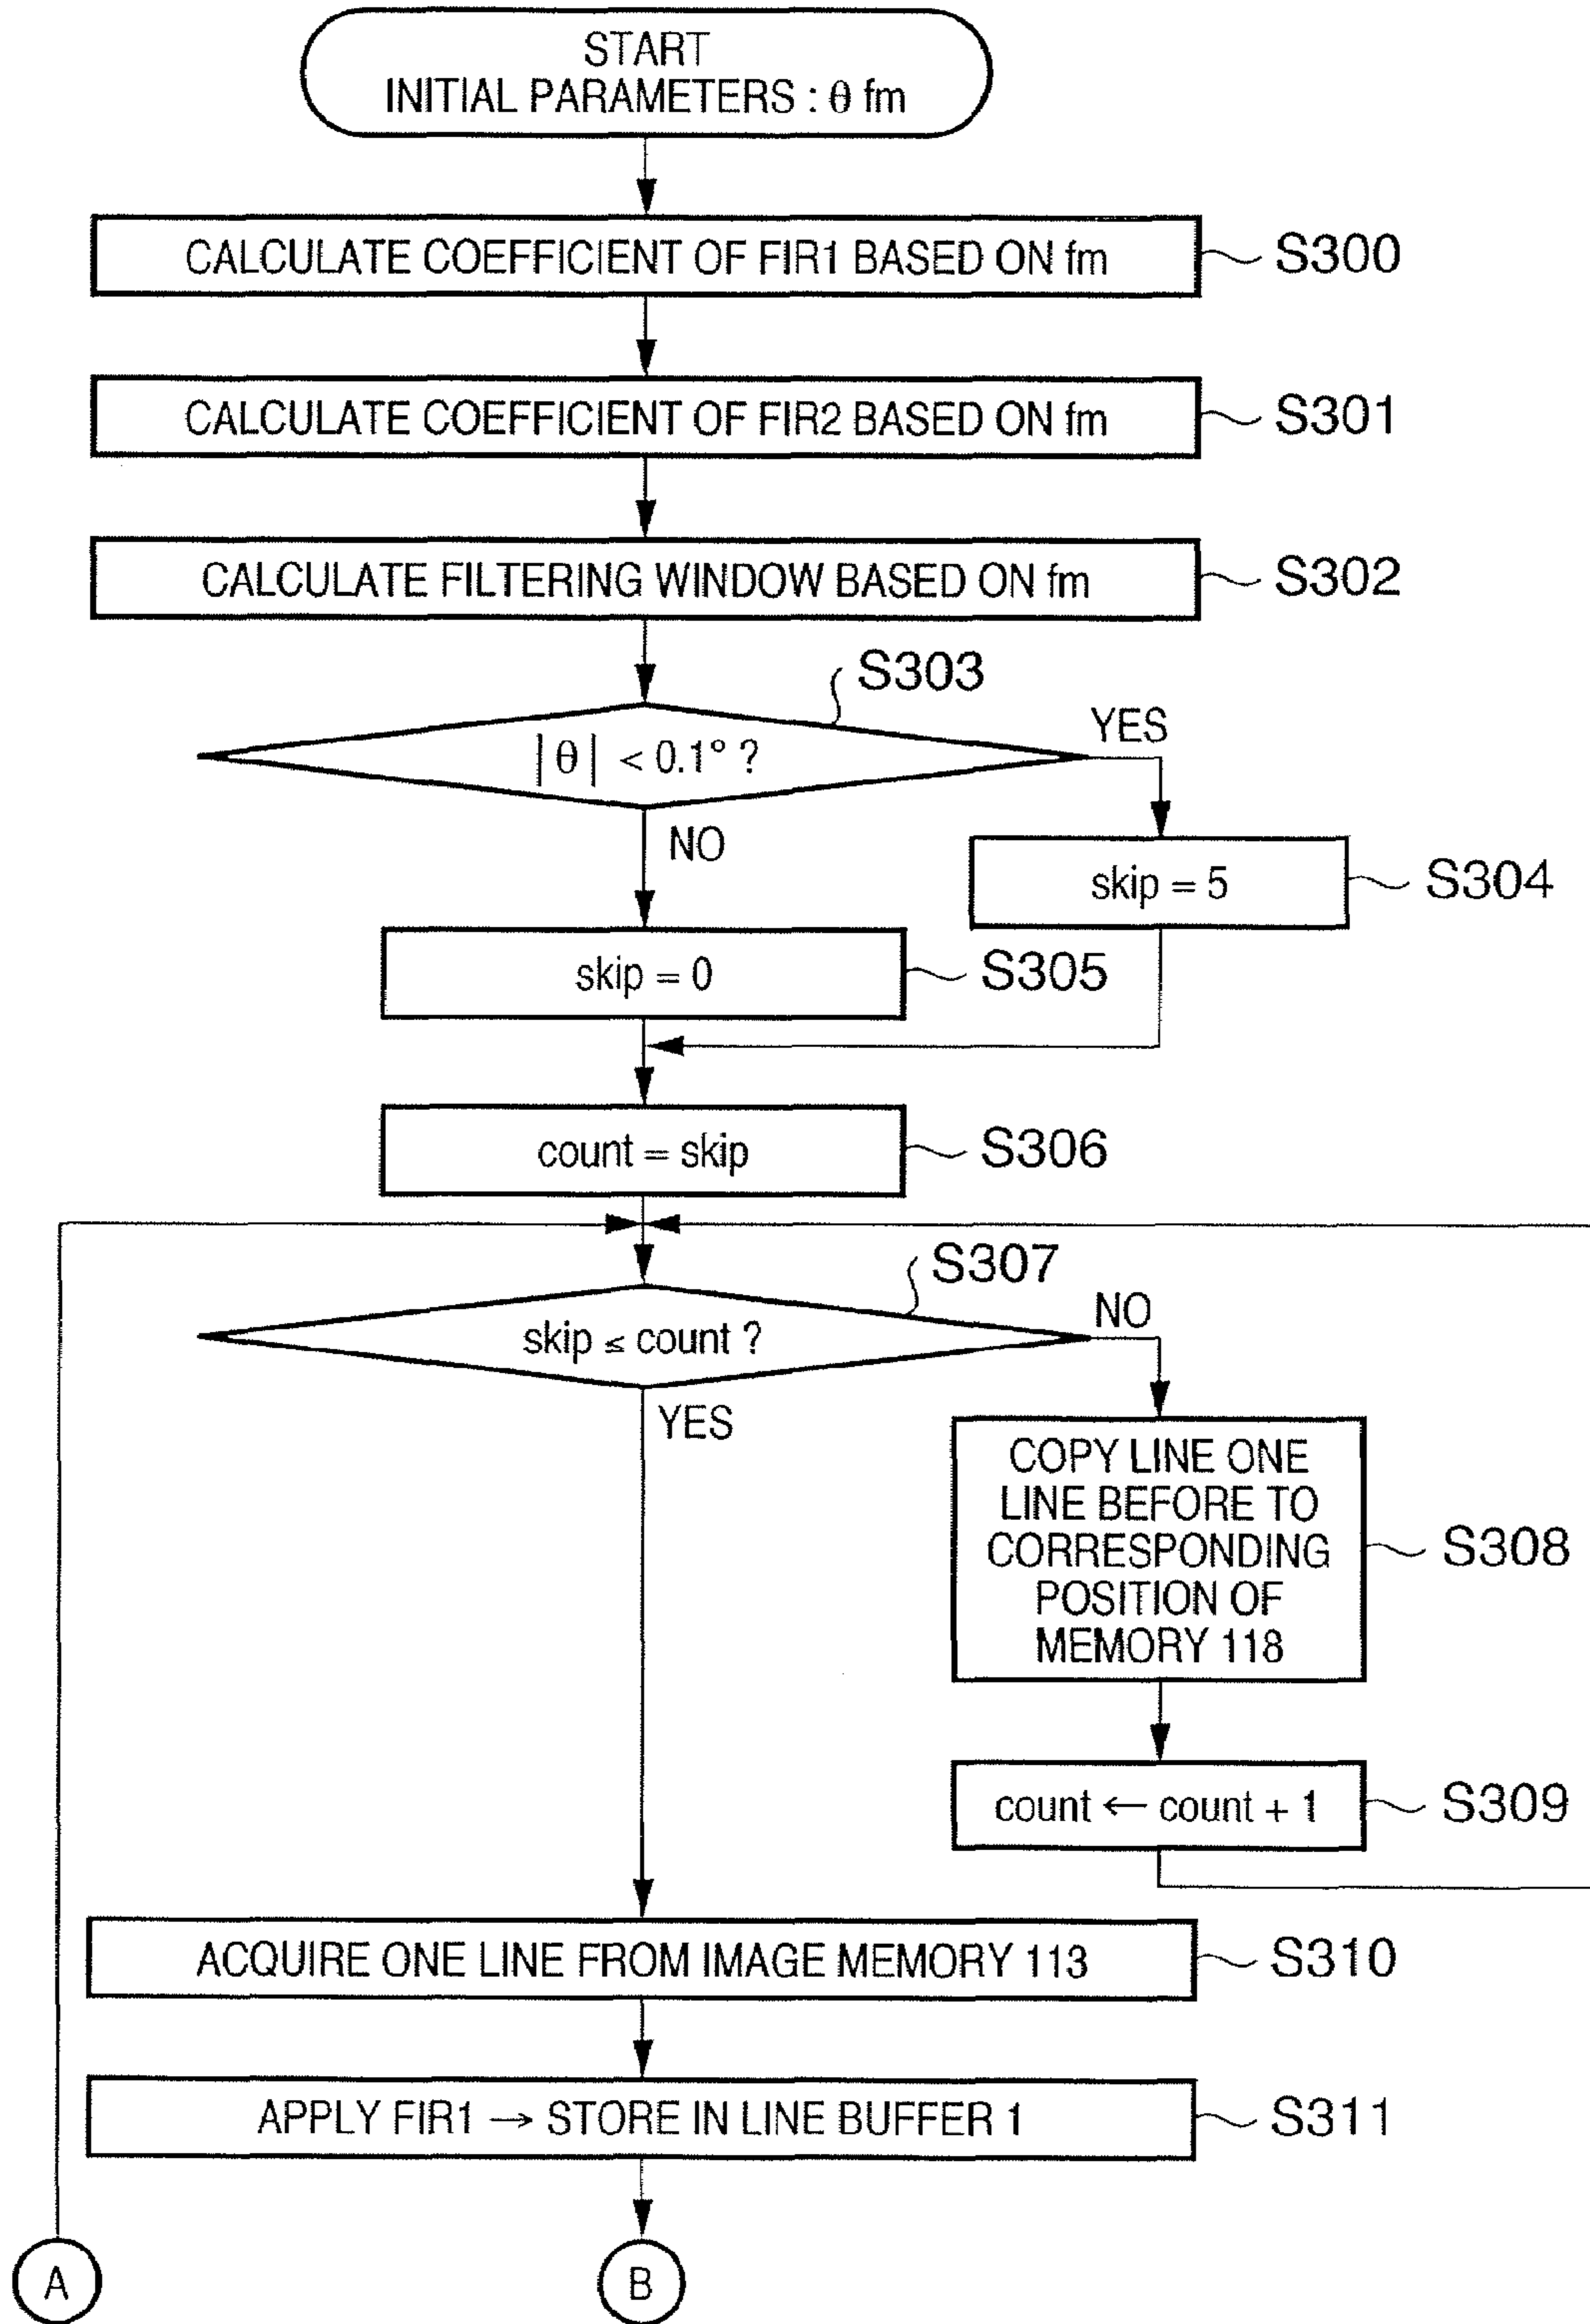 START
INITIAL PARAMETERS : θ fm
CALCULATE COEFFICIENT OF FIR1 BASED ON fm
S300
CALCULATE COEFFICIENT OF FIR2 BASED ON fm
S301
CALCULATE FILTERING WINDOW BASED ON fm
S302
S303
|θ| < 0.1° ?
YES
NO
skip = 5
S304
skip = 0
S305
count = skip
S306
S307
skip ≤ count ?
NO
YES
COPY LINE ONE
LINE BEFORE TO
CORRESPONDING
POSITION OF
MEMORY 118
S308
count ← count + 1
S309
ACQUIRE ONE LINE FROM IMAGE MEMORY 113
S310
APPLY FIR1 → STORE IN LINE BUFFER 1
S311
A
B